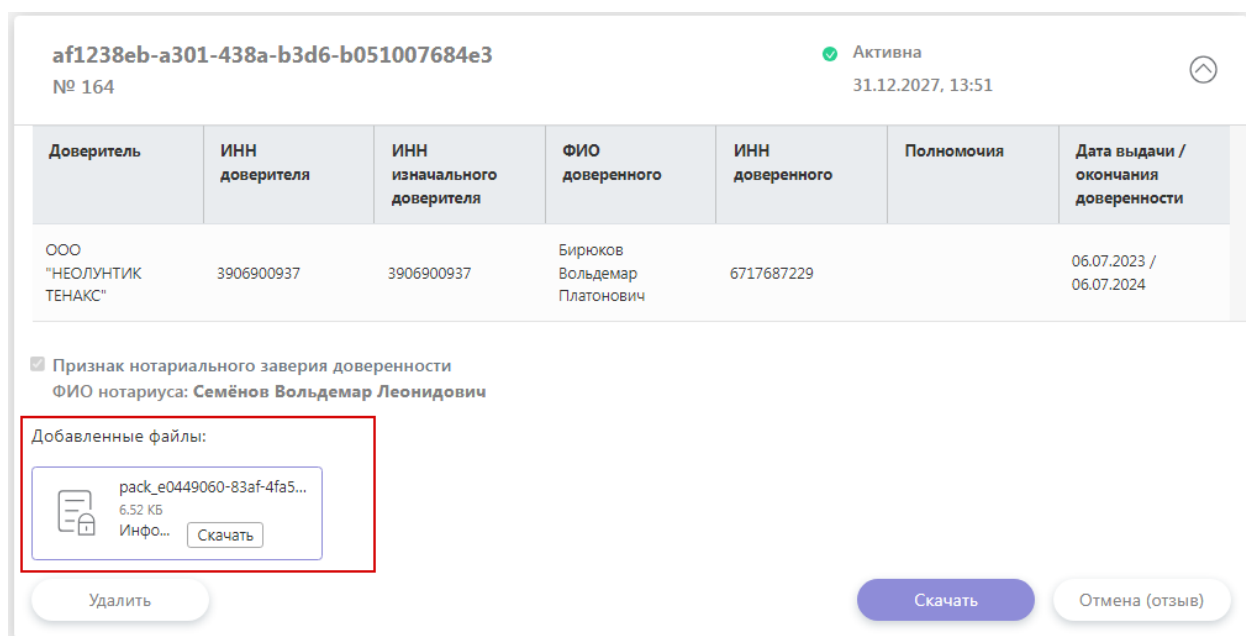 af1238eb-a301-438a-b3d6-b051007684e3
№ 164
Активна
31.12.2027, 13:51
Доверитель
ИНН
доверителя
ИНН
изначального
доверителя
ФИО
доверенного
ИНН
доверенного
Полномочия
Дата выдачи /
окончания
доверенности
ООО
"НЕОЛУНТИК
ТЕНАКС"
3906900937
3906900937
Бирюков
Вольдемар
Платонович
6717687229
06.07.2023 /
06.07.2024
Признак нотариального заверия доверенности
ФИО нотариуса: Семёнов Вольдемар Леонидович
Добавленные файлы:
pack_e0449060-83af-4fa5...
6.52 КБ
Инфо... Скачать
Удалить
Скачать
Отмена (отзыв)